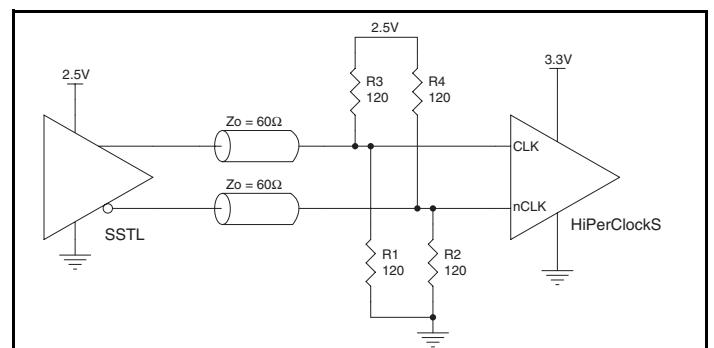 2.5V
2.5V
3.3V
R3
120
R4
120
Zo = 60Ω
CLK
Zo = 60Ω
nCLK
SSTL
HiPerClockS
R1
120
R2
120